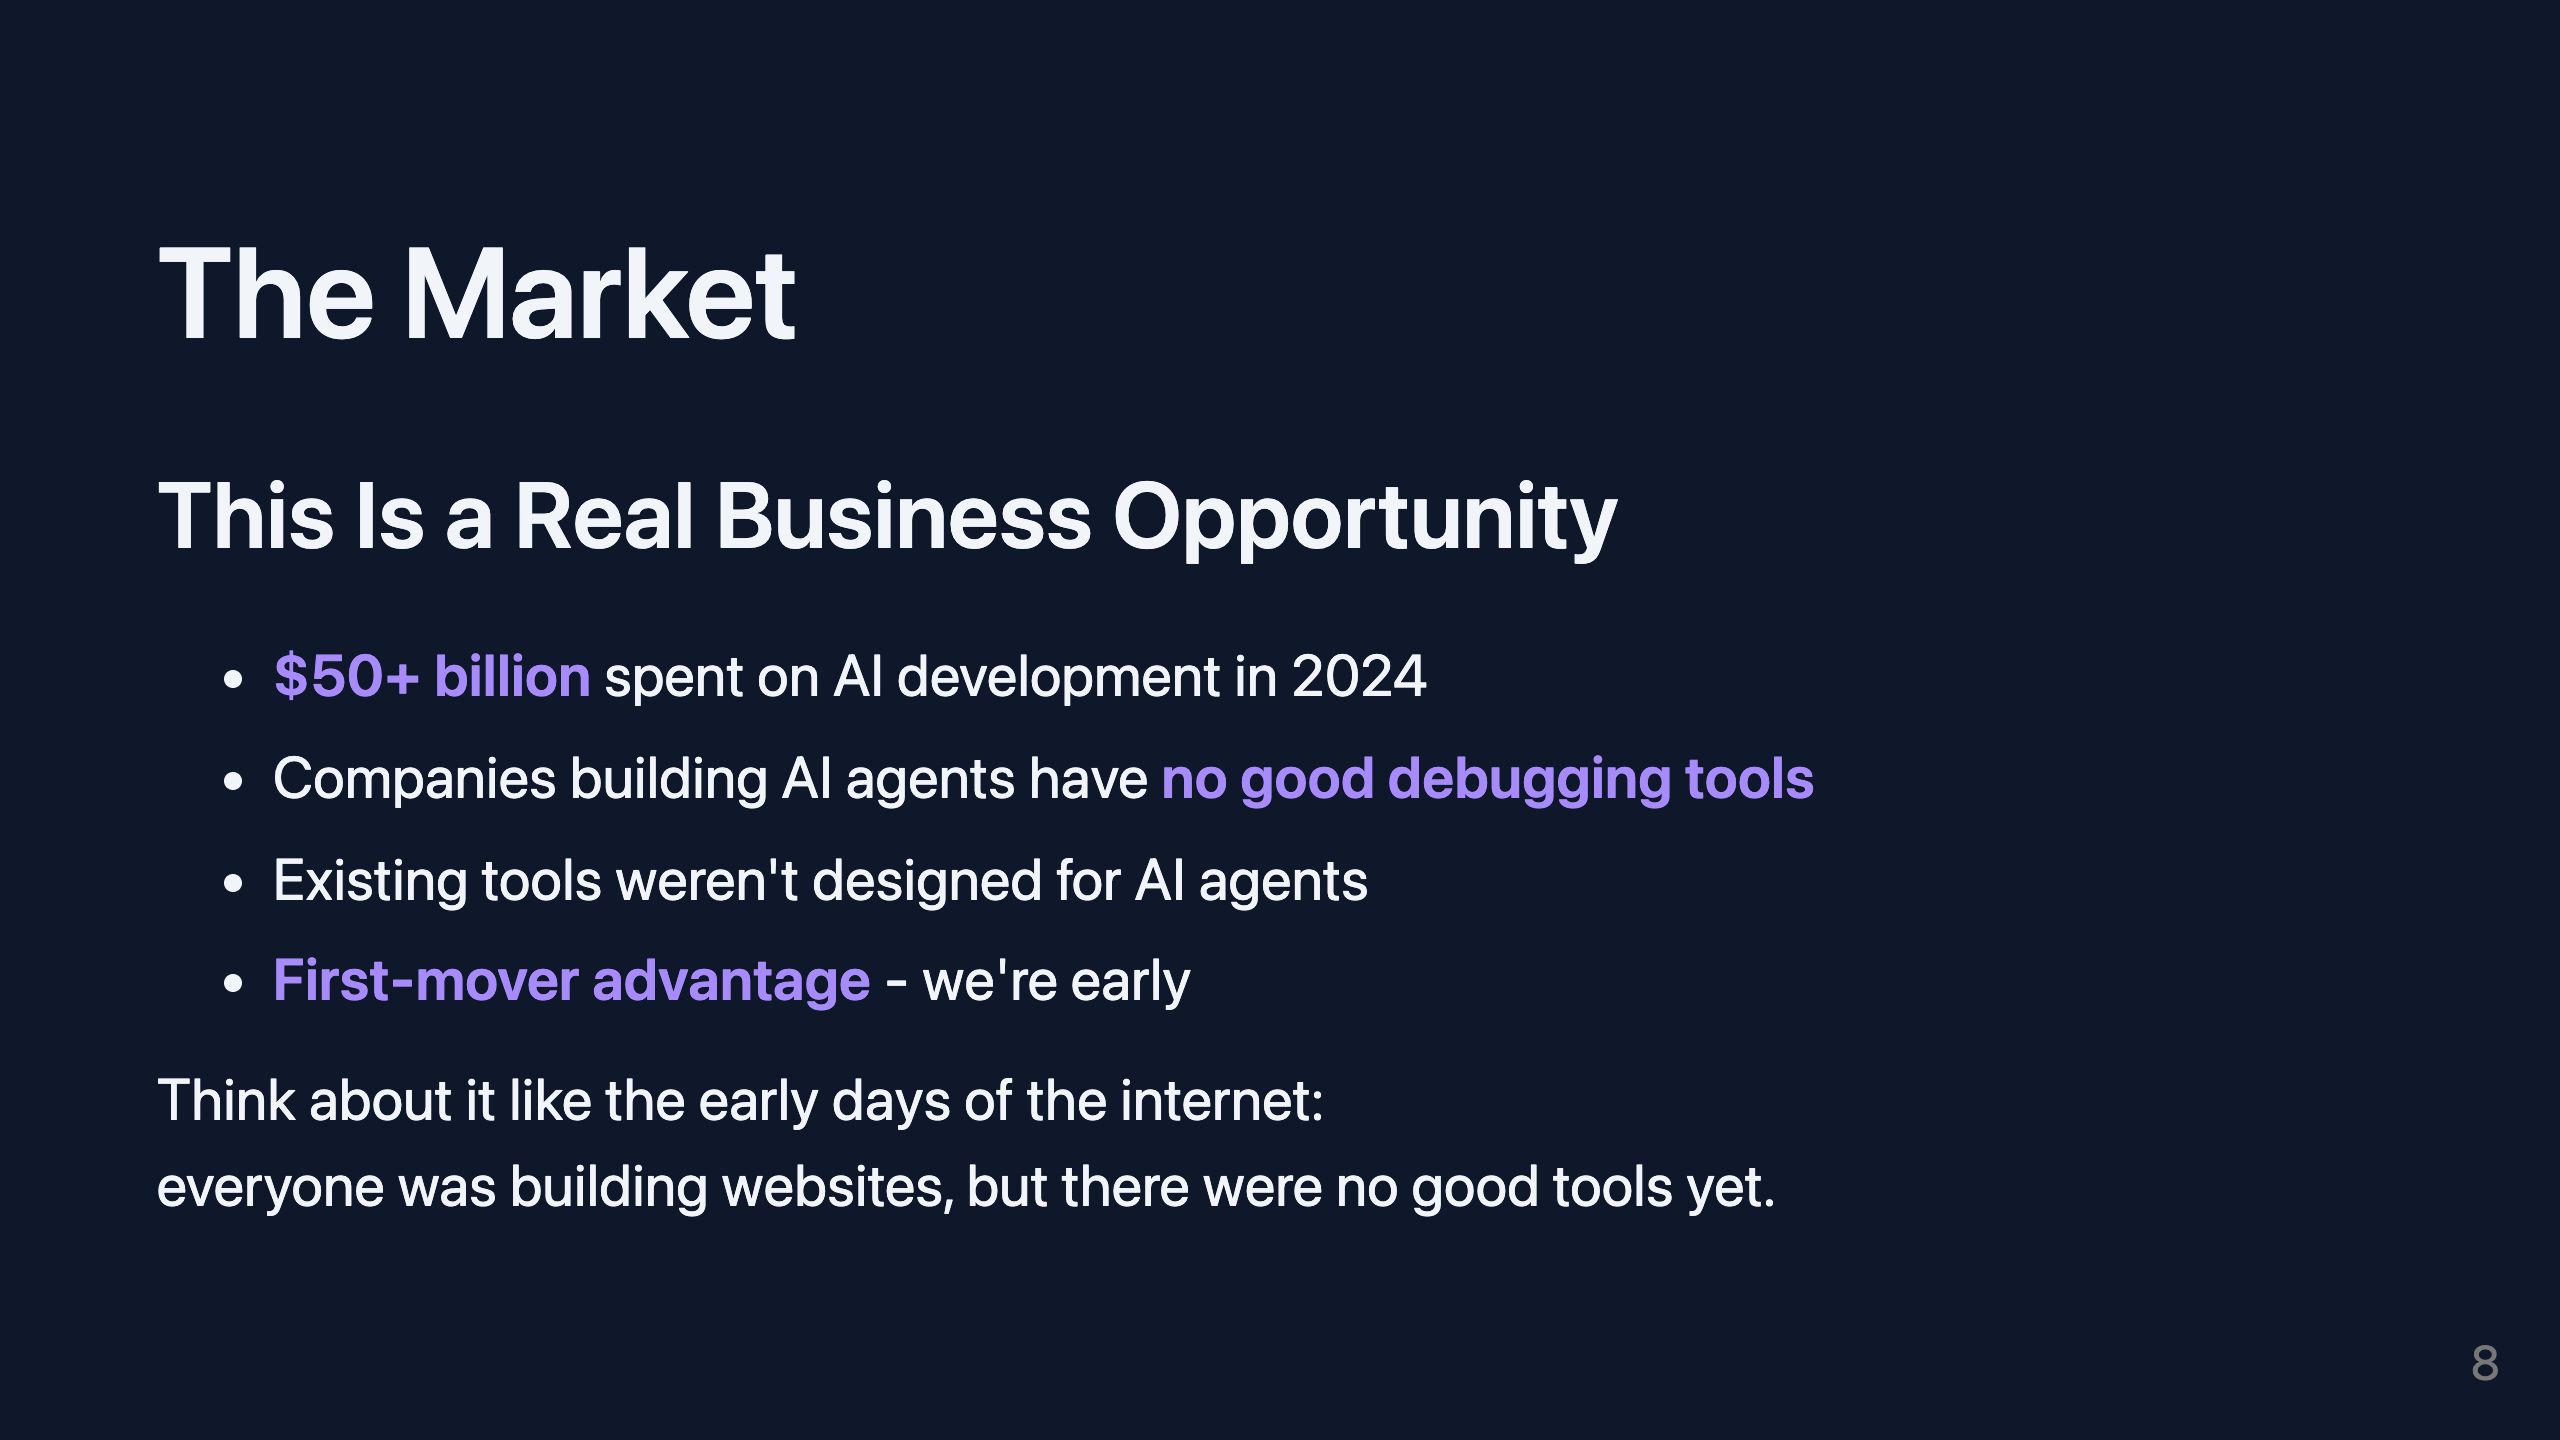 The Market
This Is a Real Business Opportunity
• $50+ billion spent on AI development in 2024
• Companies building AI agents have no good debugging tools
• Existing tools weren't designed for AI agents
• First-mover advantage - we're early
Think about it like the early days of the internet:
everyone was building websites, but there were no good tools yet.
8